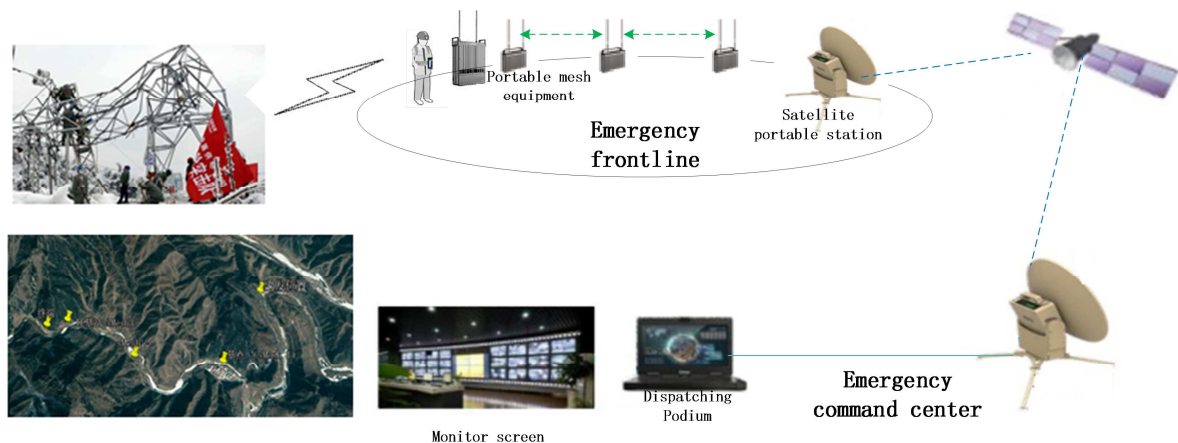 Portable mesh
equipment
Satellite
portable station
Emergency
frontline
Dispatching
Podium
Emergency
command center
Monitor screen